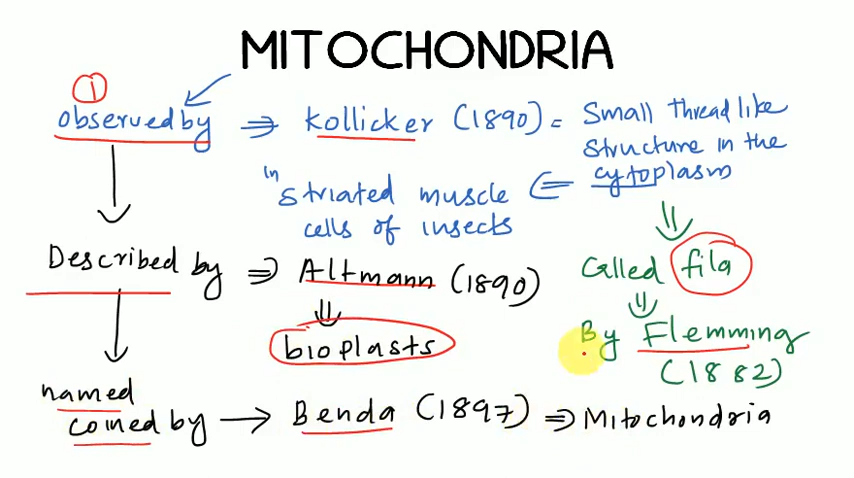 MITOCHONDRIA
1
observed by ⇒ Kollicker (1890) = Small thread like
structure in the
cytoplasm
in striated muscle ⇐
cells of insects
⇓
Described by ⇒ Altmann (1890)
Called fila
⇓
⇓
bioplasts
By Flemming
(1882)
named
coined by → Benda (1897) ⇒ Mitochondria